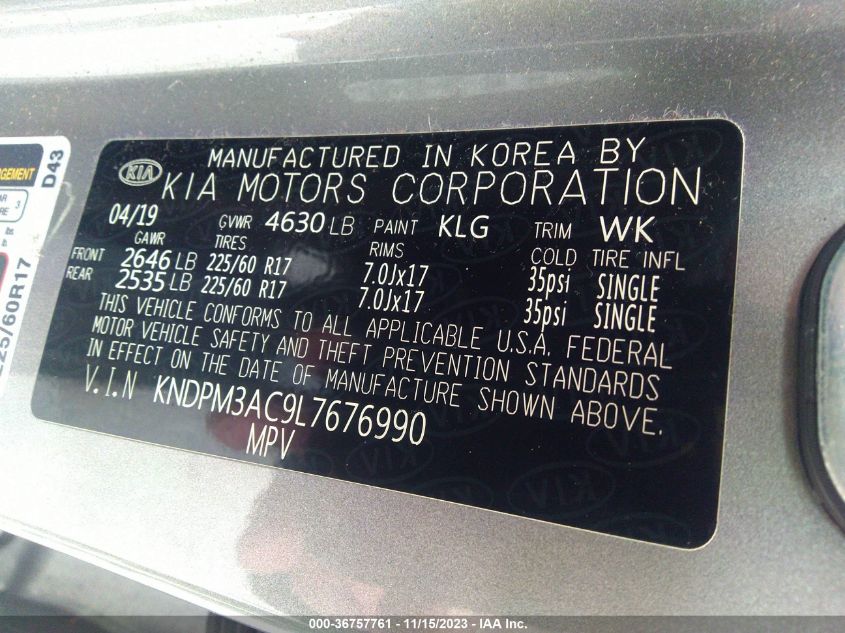 KIA
MANUFACTURED IN KOREA BY
KIA MOTORS CORPORATION
04/19 GVWR 4630 LB PAINT KLG TRIM WK
GAWR TIRES RIMS COLD TIRE INFL
FRONT 2646 LB 225/60 R17 7.0Jx17 35psi SINGLE
REAR 2535 LB 225/60 R17 7.0Jx17 35psi SINGLE
THIS VEHICLE CONFORMS TO ALL APPLICABLE U.S.A. FEDERAL
MOTOR VEHICLE SAFETY AND THEFT PREVENTION STANDARDS
IN EFFECT ON THE DATE OF MANUFACTURE SHOWN ABOVE.
V.I.N KNDPM3AC9L7676990
MPV
D43
3
225/60R17
000-36757761 - 11/15/2023 - IAA Inc.